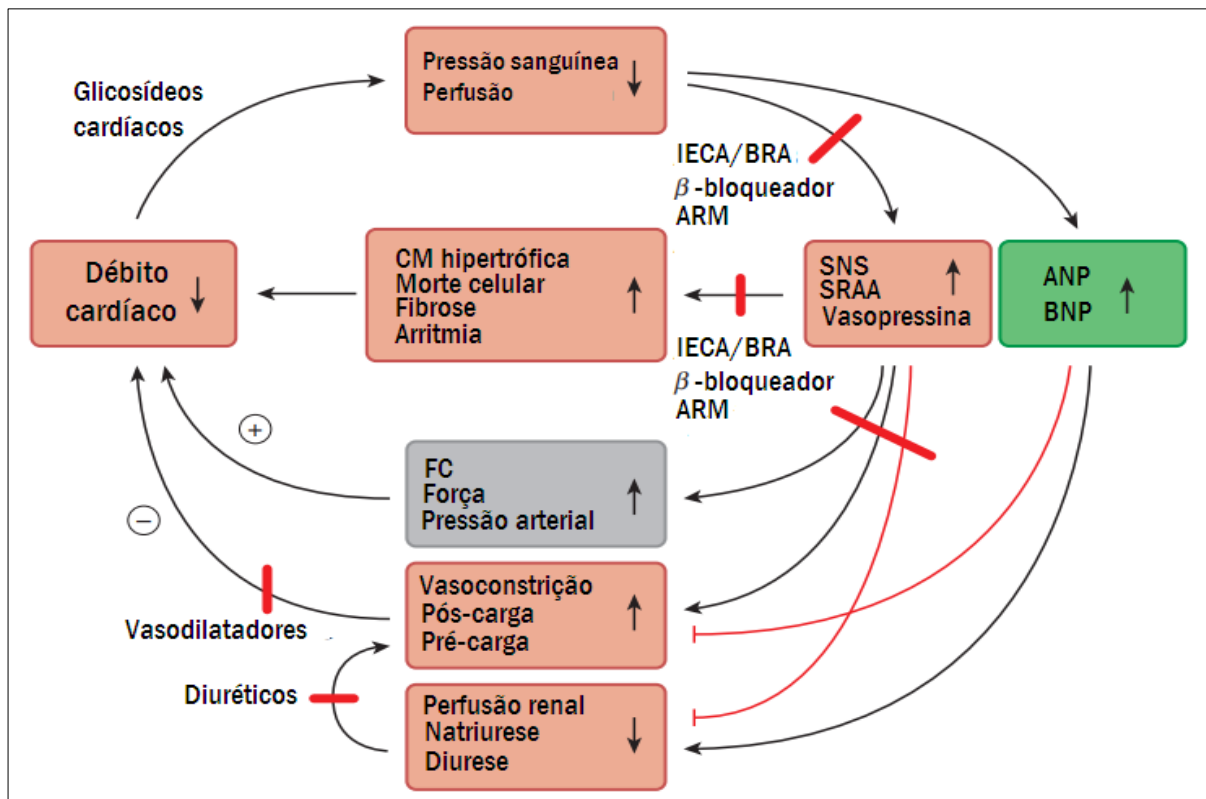 Pressão sanguínea
Perfusão
Glicosídeos
cardíacos
IECA/BRA
β-bloqueador
ARM
Débito
cardíaco
CM hipertrófica
Morte celular
Fibrose
Arritmia
SNS
SRAA
Vasopressina
ANP
BNP
IECA/BRA
β-bloqueador
ARM
+
FC
Força
Pressão arterial
−
Vasoconstrição
Pós-carga
Pré-carga
Vasodilatadores
Diuréticos
Perfusão renal
Natriurese
Diurese